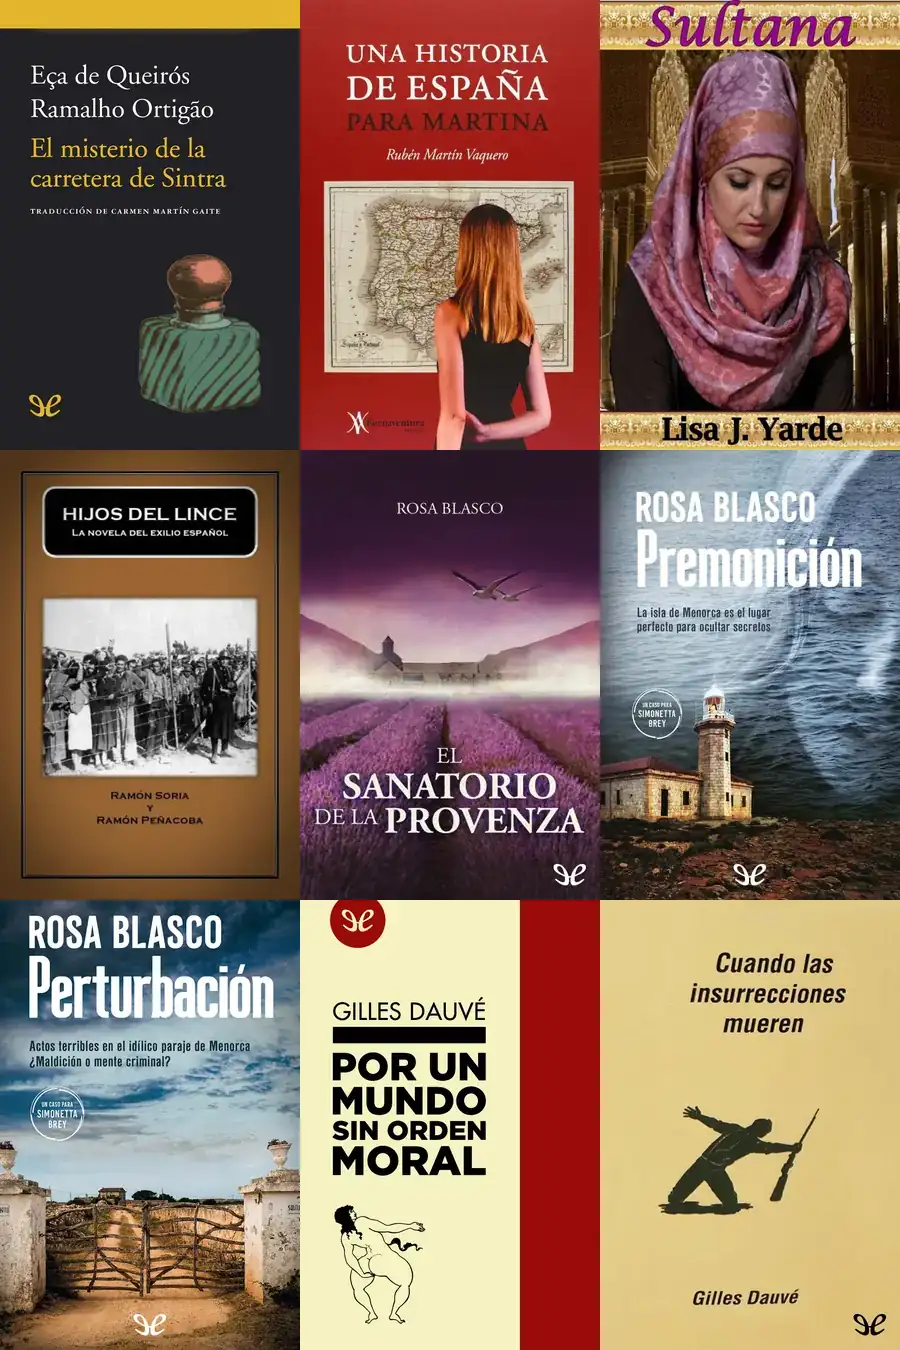 Eça de Queirós
Ramalho Ortigão
El misterio de la
carretera de Sintra
TRADUCCIÓN DE CARMEN MARTÍN GAITE
UNA HISTORIA
DE ESPAÑA
PARA MARTINA
Rubén Martín Vaquero
Buenaventura
Sultana
Lisa J. Yarde
HIJOS DEL LINCE
LA NOVELA DEL EXILIO ESPAÑOL
RAMÓN SORIA
Y
RAMÓN PEÑACOBA
ROSA BLASCO
EL
SANATORIO
DE LA PROVENZA
ROSA BLASCO
Premonición
La isla de Menorca es el lugar
perfecto para ocultar secretos
UN CASO PARA
SIMONETTA
BREY
ROSA BLASCO
Perturbación
Actos terribles en el idílico paraje de Menorca
¿Maldición o mente criminal?
UN CASO PARA
SIMONETTA
BREY
GILLES DAUVÉ
POR UN
MUNDO
SIN ORDEN
MORAL
Cuando las
insurrecciones
mueren
Gilles Dauvé